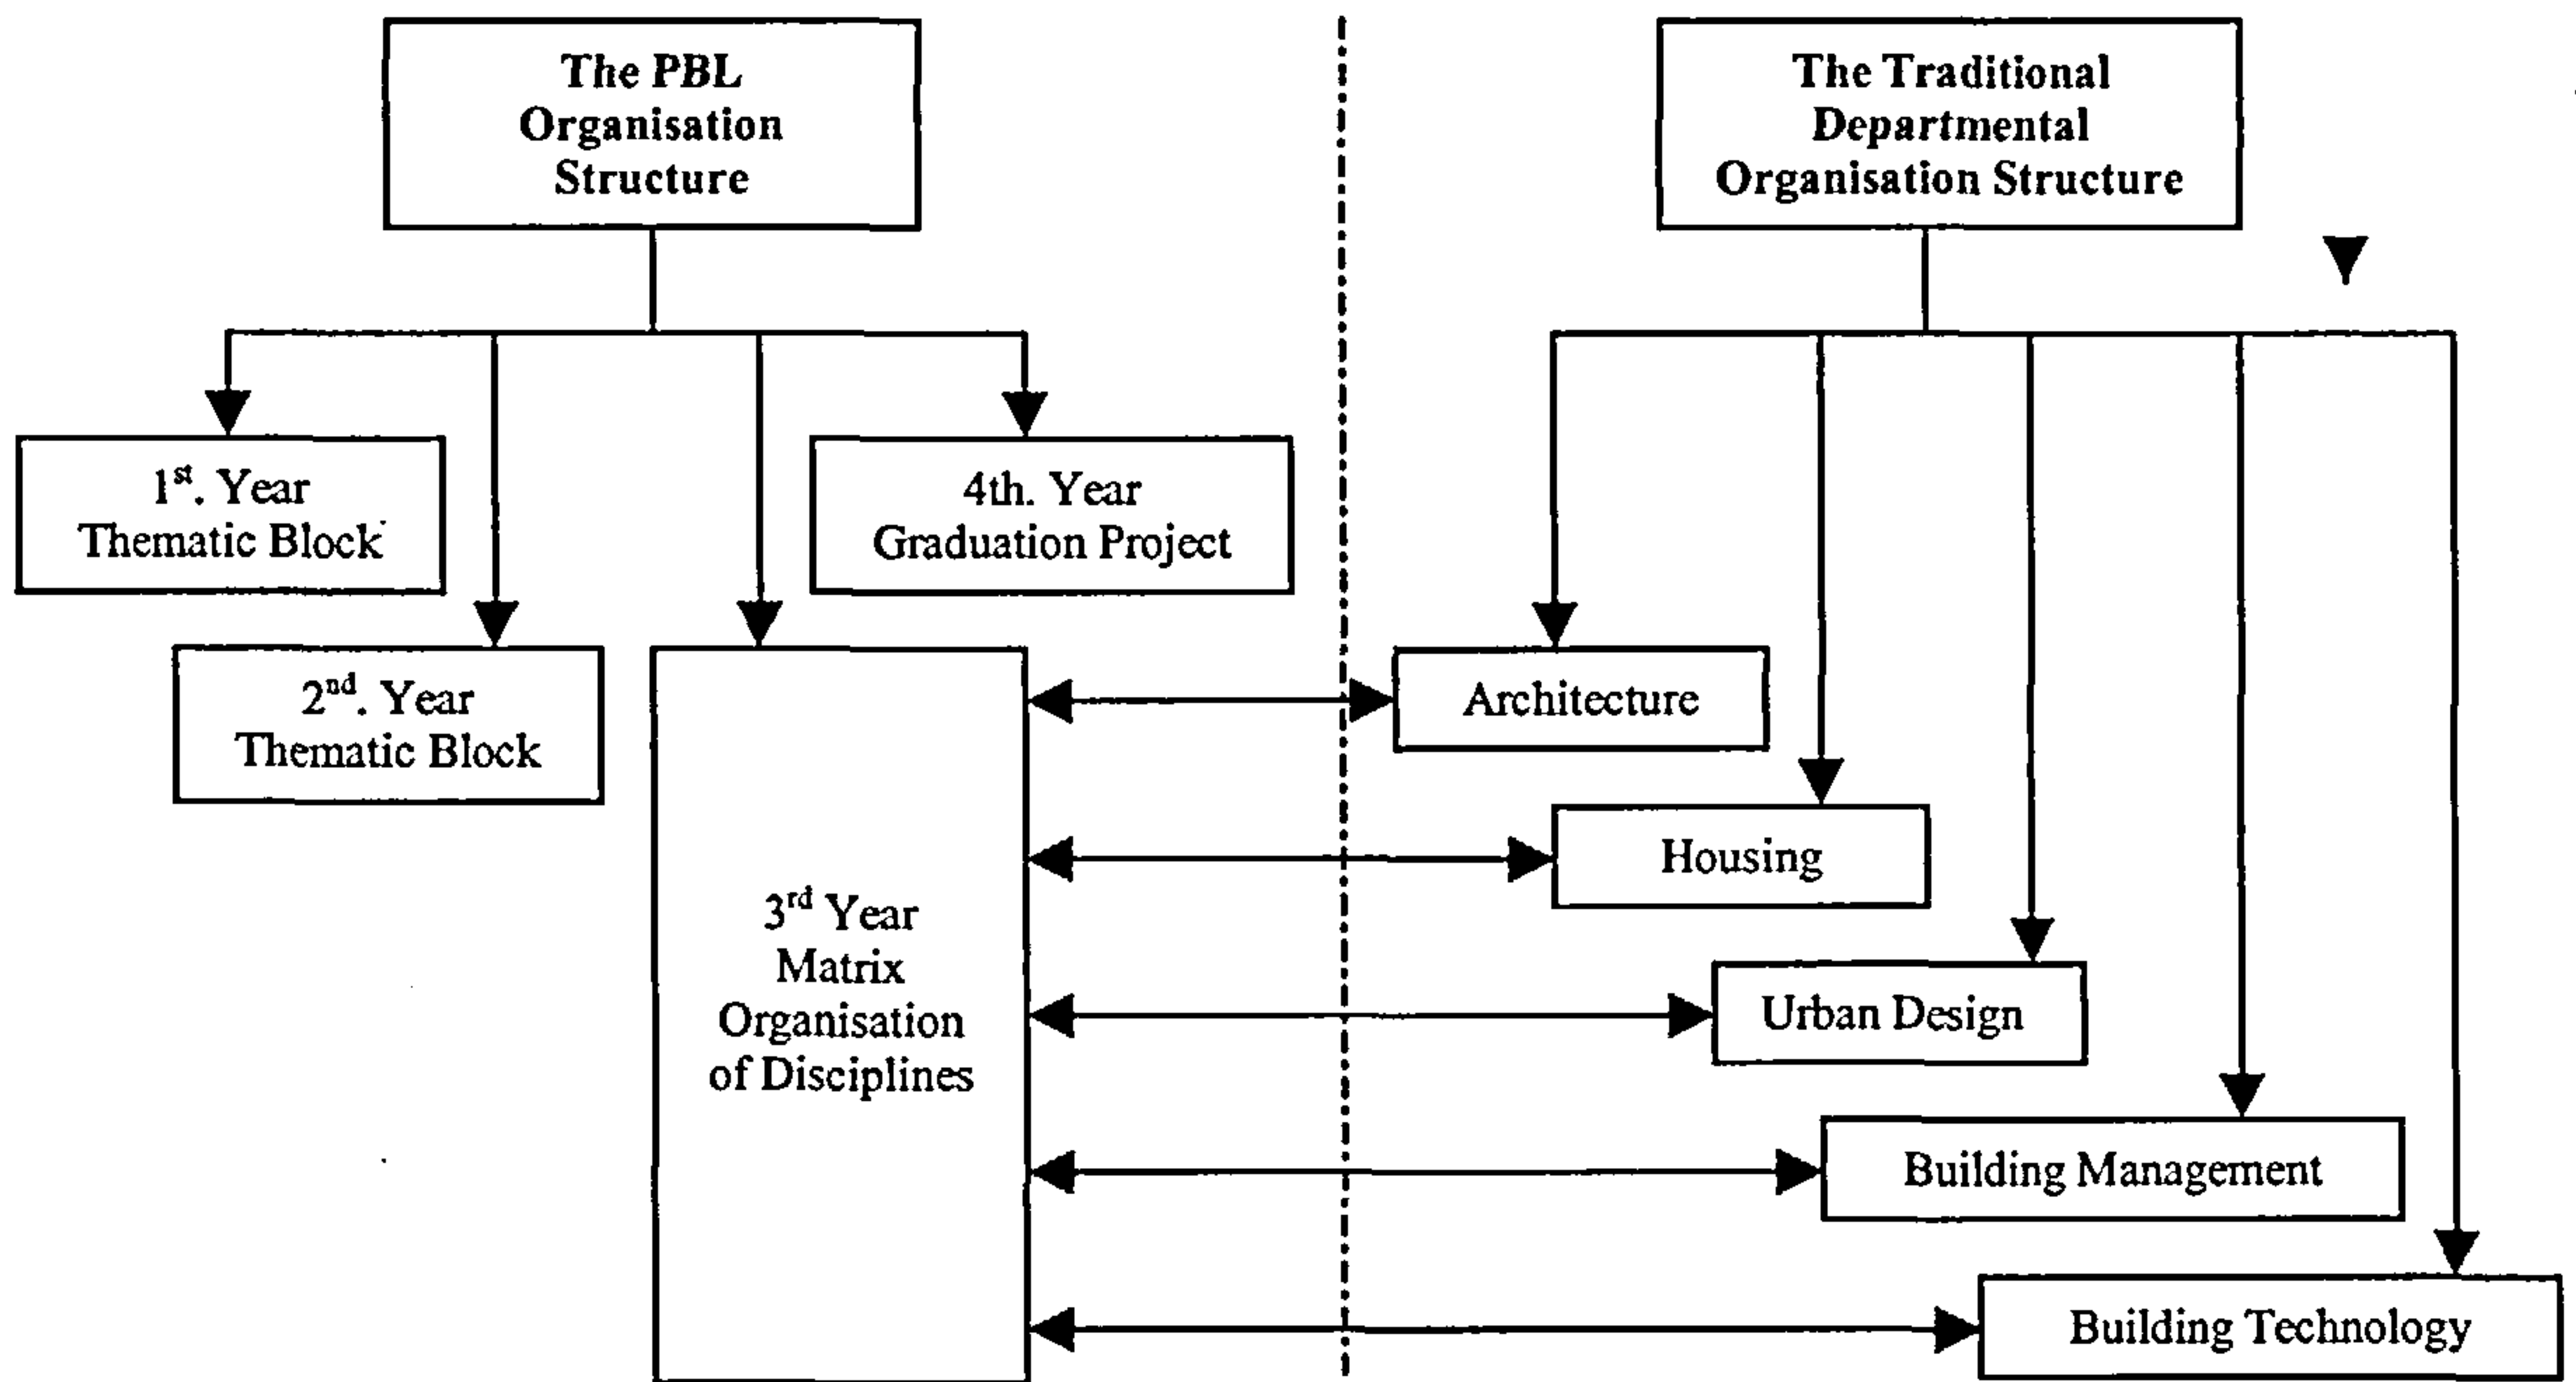 The PBL
Organisation
Structure
The Traditional
Departmental
Organisation Structure
1st. Year
Thematic Block
4th. Year
Graduation Project
2nd. Year
Thematic Block
3rd Year
Matrix
Organisation
of Disciplines
Architecture
Housing
Urban Design
Building Management
Building Technology